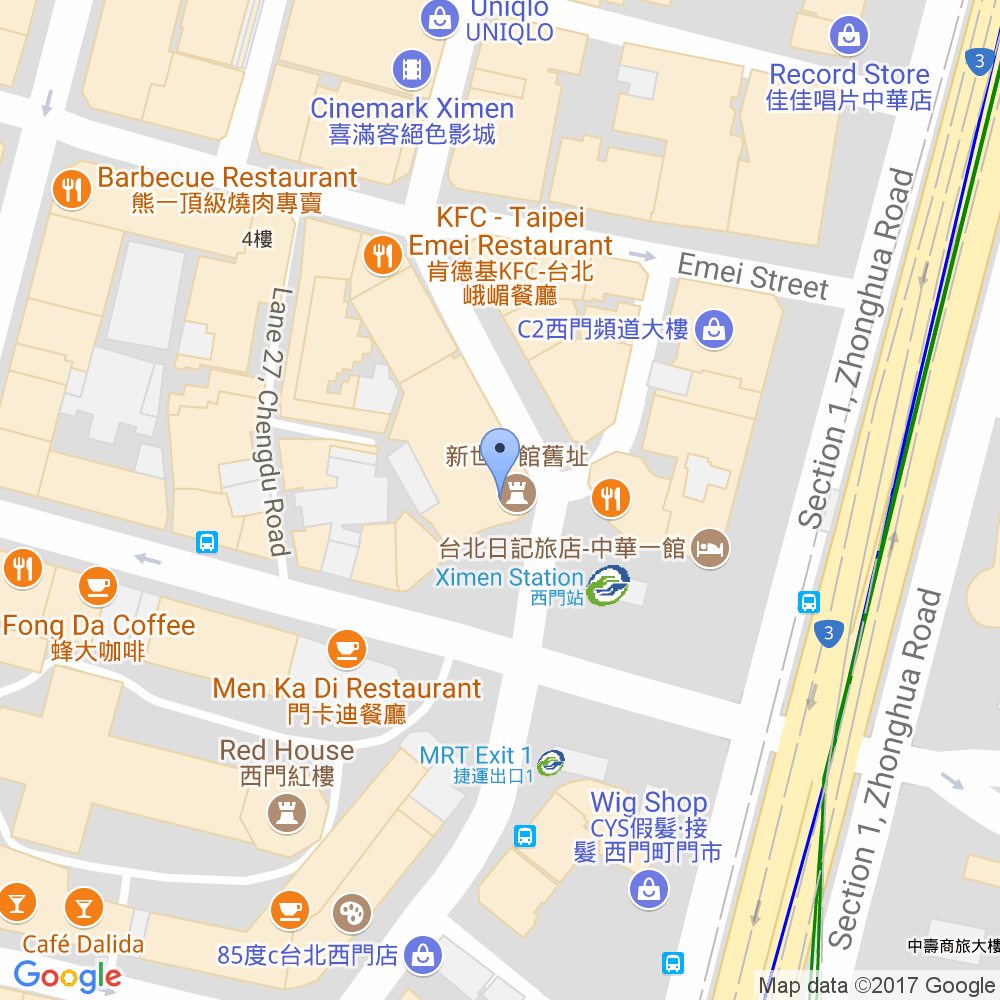 Uniqlo
UNIQLO
Record Store
佳佳唱片中華店
3
Cinemark Ximen
喜滿客絕色影城
Barbecue Restaurant
熊一頂級燒肉專賣
4樓
KFC - Taipei
Emei Restaurant
肯德基KFC-台北
峨嵋餐廳
Emei Street
C2西門頻道大樓
Section 1, Zhonghua Road
Lane 27, Chengdu Road
新世 館舊址
台北日記旅店-中華一館
Ximen Station
西門站
3
Fong Da Coffee
蜂大咖啡
Men Ka Di Restaurant
門卡迪餐廳
Red House
西門紅樓
MRT Exit 1
捷運出口1
Wig Shop
CYS假髮·接
髮 西門町門市
Section 1, Zhonghua Road
Café Dalida
85度c台北西門店
中壽商旅大樓
Google
Map data ©2017 Google